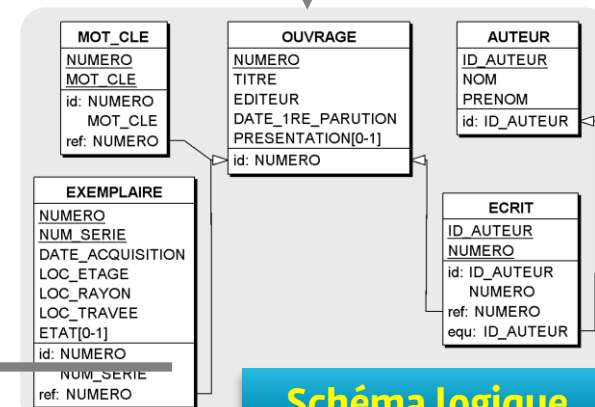 MOT_CLE
NUMERO
MOT_CLE
id: NUMERO
MOT_CLE
ref: NUMERO
OUVRAGE
NUMERO
TITRE
EDITEUR
DATE_1RE_PARUTION
PRESENTATION[0-1]
id: NUMERO
AUTEUR
ID_AUTEUR
NOM
PRENOM
id: ID_AUTEUR
EXEMPLAIRE
NUMERO
NUM_SERIE
DATE_ACQUISITION
LOC_ETAGE
LOC_RAYON
LOC_TRAVEE
ETAT[0-1]
id: NUMERO
NUM_SERIE
ref: NUMERO
ECRIT
ID_AUTEUR
NUMERO
id: ID_AUTEUR
NUMERO
ref: NUMERO
equ: ID_AUTEUR
Schéma logique